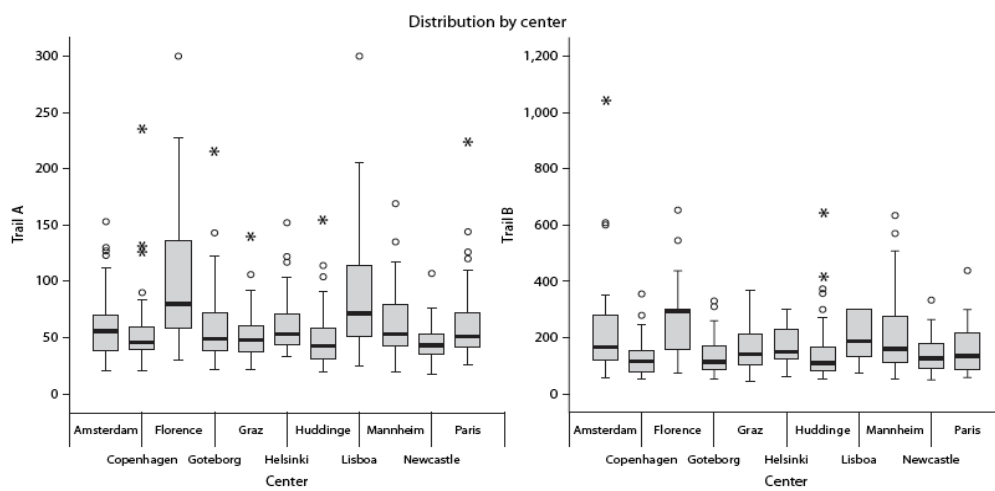 Distribution by center
Trail A
300
250
200
150
100
50
0
Amsterdam Florence Graz Huddinge Mannheim Paris
Copenhagen Goteborg Helsinki Lisboa Newcastle
Center
Trail B
1,200
1,000
800
600
400
200
0
Amsterdam Florence Graz Huddinge Mannheim Paris
Copenhagen Goteborg Helsinki Lisboa Newcastle
Center